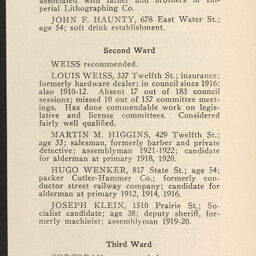 associated with father and brothers in Im-
perial Lithographing Co.
JOHN F. HAUNTY, 678 East Water St.;
age 54; soft drink establishment.
Second Ward
WEISS recommended.
LOUIS WEISS, 337 Twelfth St.; insurance;
formerly hardware dealer; in council since 1916;
also 1910-12. Absent 17 out of 183 council
sessions; missed 10 out of 157 committee meet-
ings. Has done commendable work on legis-
lative and license committees. Considered
fairly well qualified.
MARTIN M. HIGGINS, 429 Twelfth St.;
age 33; salesman, formerly barber and private
detective; assemblyman 1921-1922; candidate
for alderman at primary 1918, 1920.
HUGO WENKER, 817 State St.; age 54;
packer Cutler-Hammer Co.; formerly con-
ductor street railway company; candidate for
alderman at primary 1912, 1914, 1916.
JOSEPH KLEIN, 1510 Prairie St.; So-
cialist candidate; age 38; deputy sheriff, for-
merly machinist; assemblyman 1919-20.
Third Ward